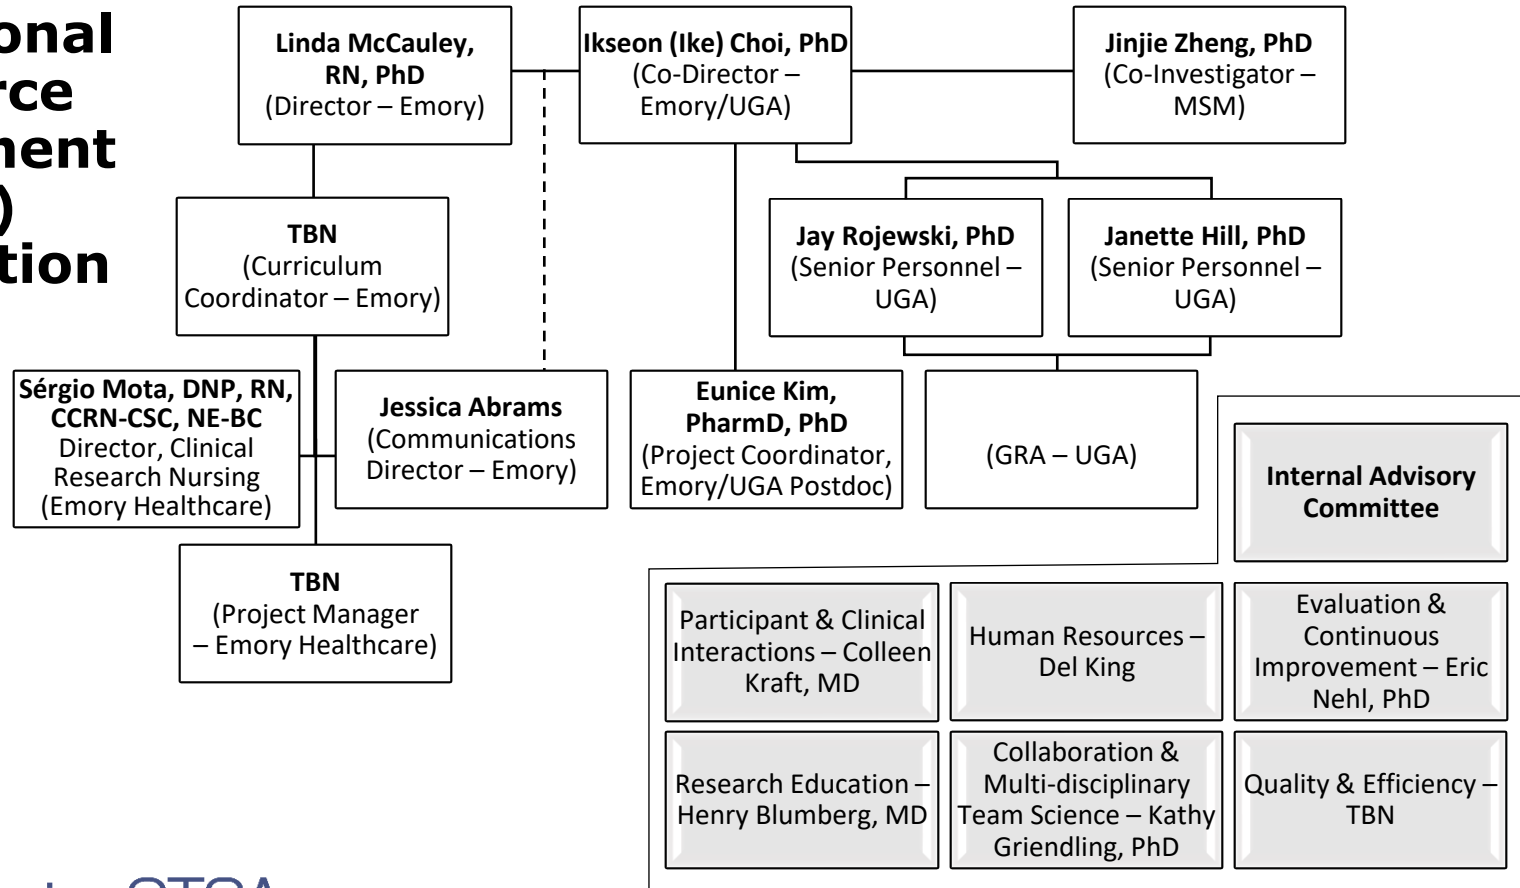 onal
rce
nent
)
tion
Linda McCauley,
RN, PhD
(Director – Emory)
Ikseon (Ike) Choi, PhD
(Co-Director –
Emory/UGA)
Jinjie Zheng, PhD
(Co-Investigator –
MSM)
TBN
(Curriculum
Coordinator – Emory)
Jay Rojewski, PhD
(Senior Personnel –
UGA)
Janette Hill, PhD
(Senior Personnel –
UGA)
Sérgio Mota, DNP, RN,
CCRN-CSC, NE-BC
Director, Clinical
Research Nursing
(Emory Healthcare)
Jessica Abrams
(Communications
Director – Emory)
Eunice Kim,
PharmD, PhD
(Project Coordinator,
Emory/UGA Postdoc)
(GRA – UGA)
TBN
(Project Manager
– Emory Healthcare)
Internal Advisory
Committee
Participant & Clinical
Interactions – Colleen
Kraft, MD
Human Resources –
Del King
Evaluation &
Continuous
Improvement – Eric
Nehl, PhD
Research Education –
Henry Blumberg, MD
Collaboration &
Multi-disciplinary
Team Science – Kathy
Griendling, PhD
Quality & Efficiency –
TBN
CTSA